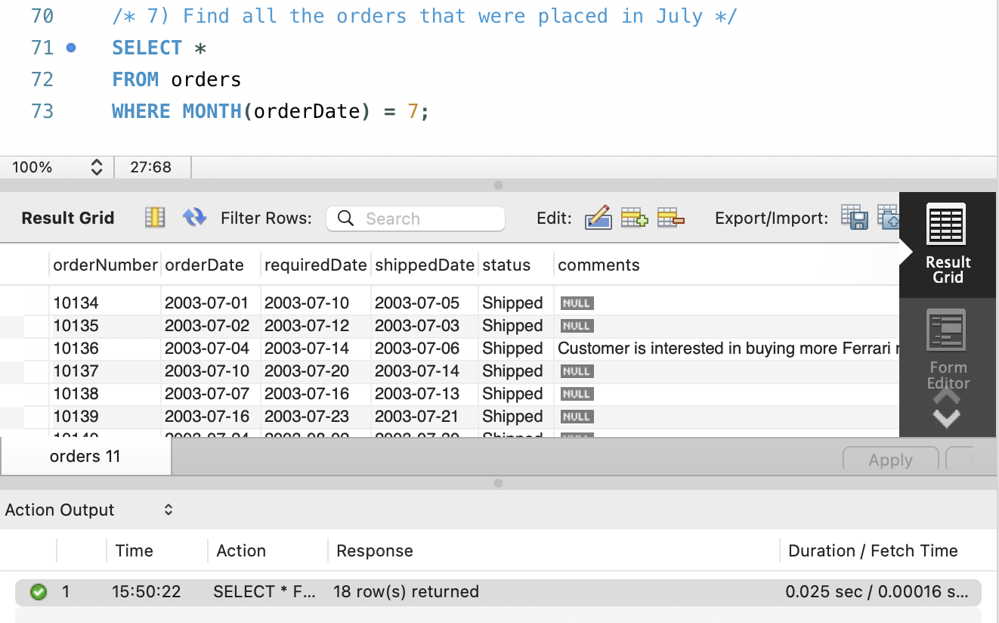 70 /* 7) Find all the orders that were placed in July */
71 SELECT *
72 FROM orders
73 WHERE MONTH(orderDate) = 7;
100% 27:68
Result Grid Filter Rows: Search Edit: Export/Import:
Result
Grid
Form
Editor
orderNumber orderDate requiredDate shippedDate status comments
10134 2003-07-01 2003-07-10 2003-07-05 Shipped NULL
10135 2003-07-02 2003-07-12 2003-07-03 Shipped NULL
10136 2003-07-04 2003-07-14 2003-07-06 Shipped Customer is interested in buying more Ferrari
10137 2003-07-10 2003-07-20 2003-07-14 Shipped NULL
10138 2003-07-07 2003-07-16 2003-07-13 Shipped NULL
10139 2003-07-16 2003-07-23 2003-07-21 Shipped NULL
orders 11 Apply
Action Output
Time Action Response Duration / Fetch Time
1 15:50:22 SELECT * F... 18 row(s) returned 0.025 sec / 0.00016 s...